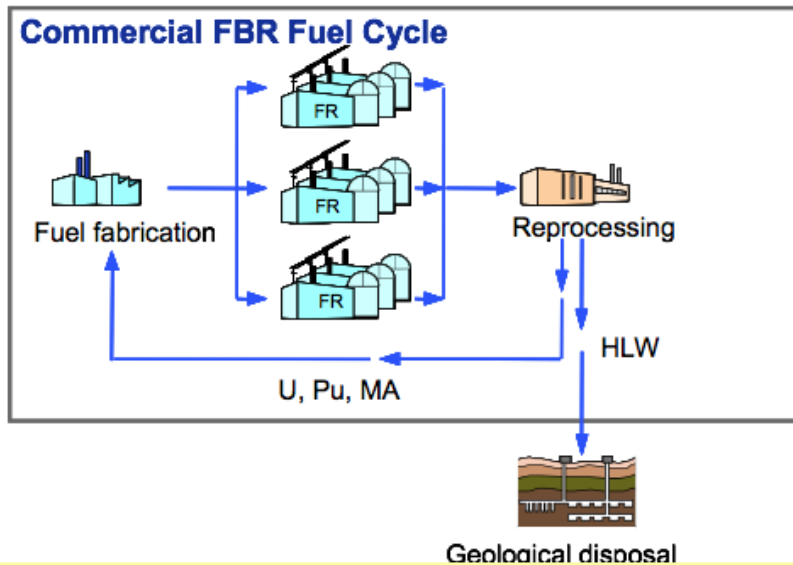 Commercial FBR Fuel Cycle
FR
FR
FR
Fuel fabrication
Reprocessing
HLW
U, Pu, MA
Geological disposal